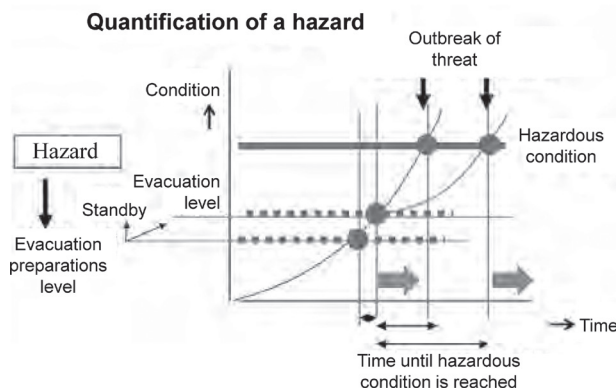 Quantification of a hazard
Outbreak of
threat
Condition
Hazardous
condition
Hazard
Evacuation
level
Standby
Evacuation
preparations
level
Time
Time until hazardous
condition is reached